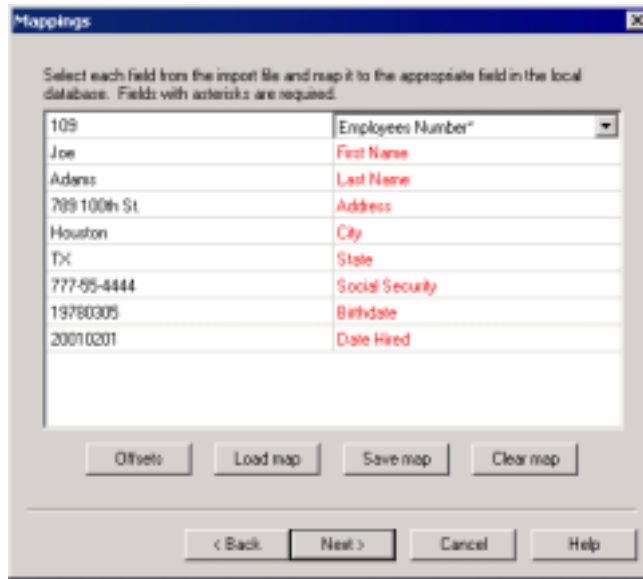 Mappings
Select each field from the import file and map it to the appropriate field in the local
database. Fields with asterisks are required.
109 Employees Number*
Joe First Name
Adams Last Name
789 100th St. Address
Houston City
TX State
777-55-4444 Social Security
19780305 Birthdate
20010201 Date Hired
Offsets Load map Save map Clear map
< Back Next > Cancel Help